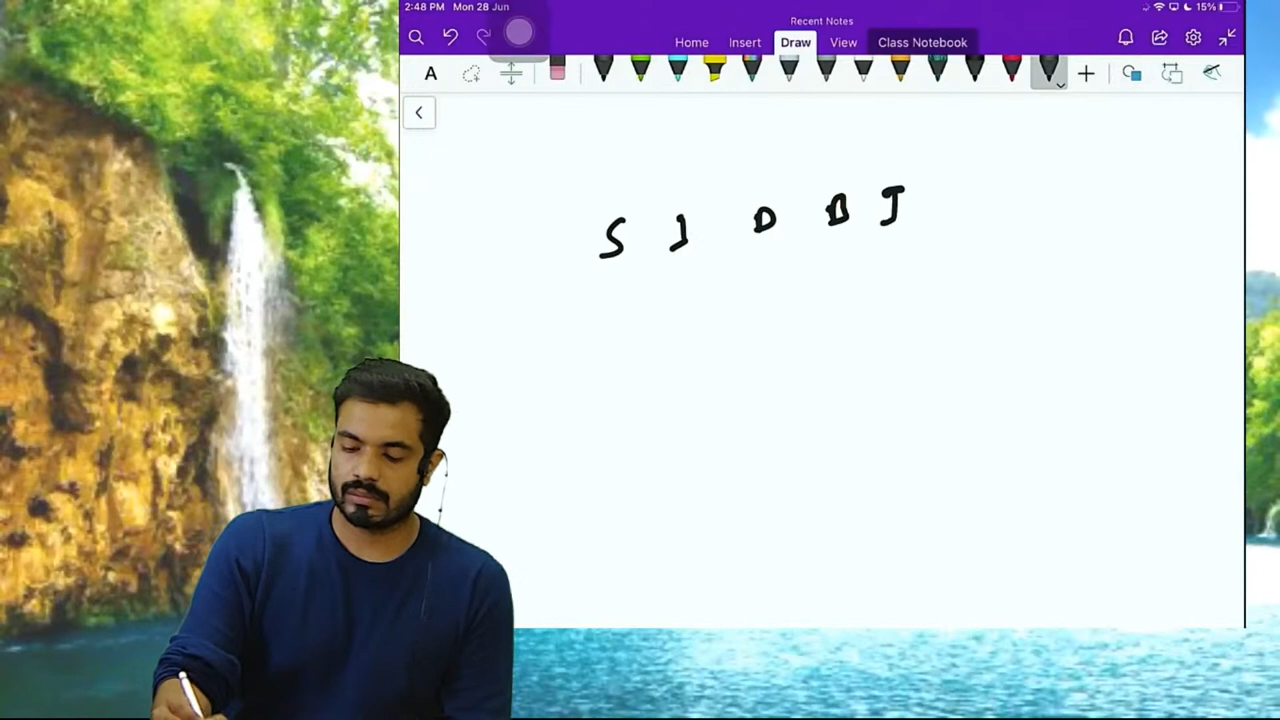 2:48 PM Mon 28 Jun
15%
Recent Notes
Home Insert Draw View Class Notebook
A
S I D B I